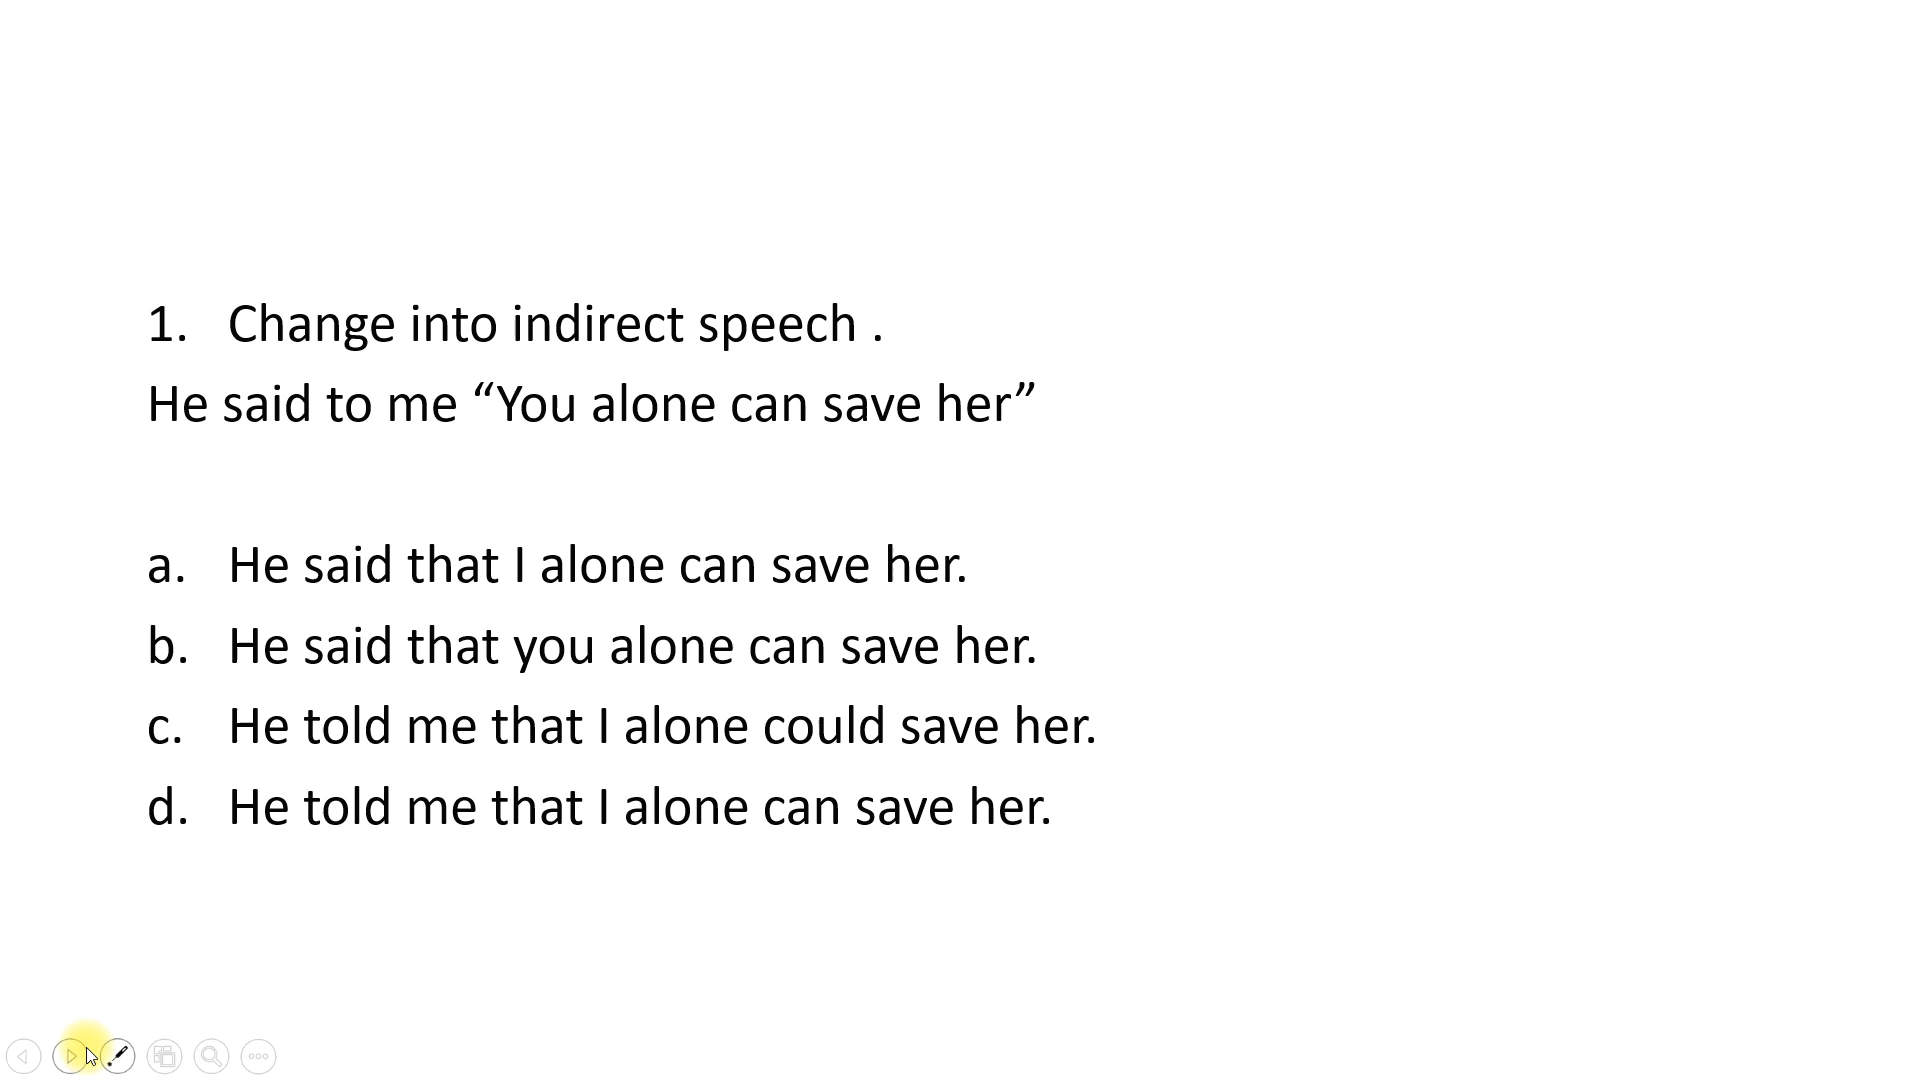 1. Change into indirect speech .
He said to me “You alone can save her”
a. He said that I alone can save her.
b. He said that you alone can save her.
c. He told me that I alone could save her.
d. He told me that I alone can save her.